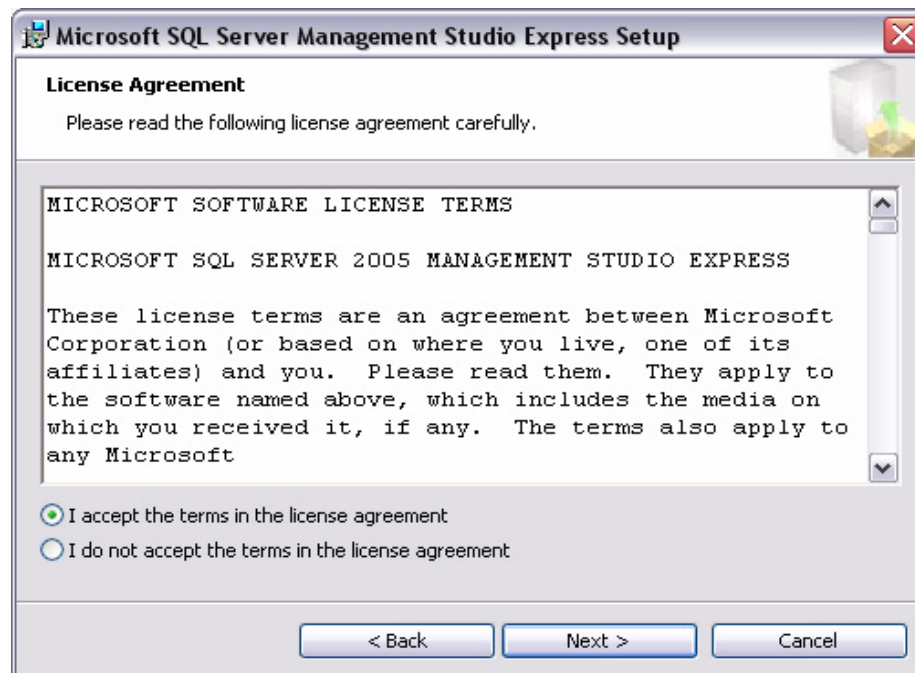 Microsoft SQL Server Management Studio Express Setup
License Agreement
Please read the following license agreement carefully.
MICROSOFT SOFTWARE LICENSE TERMS
MICROSOFT SQL SERVER 2005 MANAGEMENT STUDIO EXPRESS
These license terms are an agreement between Microsoft
Corporation (or based on where you live, one of its
affiliates) and you.  Please read them.  They apply to
the software named above, which includes the media on
which you received it, if any.  The terms also apply to
any Microsoft
I accept the terms in the license agreement
I do not accept the terms in the license agreement
< Back
Next >
Cancel